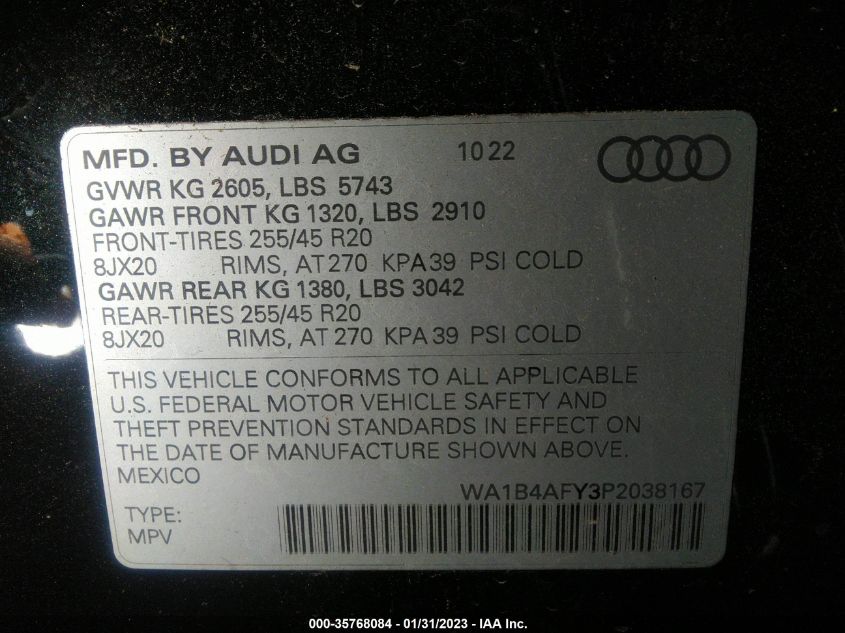 MFD. BY AUDI AG 10 22
GVWR KG 2605, LBS 5743
GAWR FRONT KG 1320, LBS 2910
FRONT-TIRES 255/45 R20
8JX20 RIMS, AT 270 KPA 39 PSI COLD
GAWR REAR KG 1380, LBS 3042
REAR-TIRES 255/45 R20
8JX20 RIMS, AT 270 KPA 39 PSI COLD
THIS VEHICLE CONFORMS TO ALL APPLICABLE
U.S. FEDERAL MOTOR VEHICLE SAFETY AND
THEFT PREVENTION STANDARDS IN EFFECT ON
THE DATE OF MANUFACTURE SHOWN ABOVE.
MEXICO
WA1B4AFY3P2038167
TYPE:
MPV
000-35768084 - 01/31/2023 - IAA Inc.